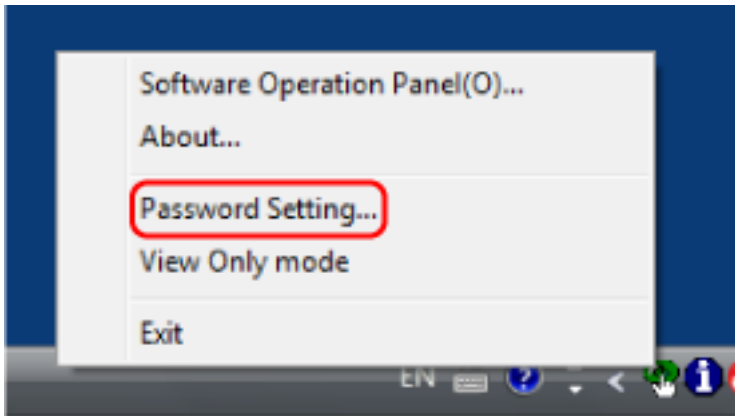 Software Operation Panel(O)...
About...
Password Setting...
View Only mode
Exit
EN